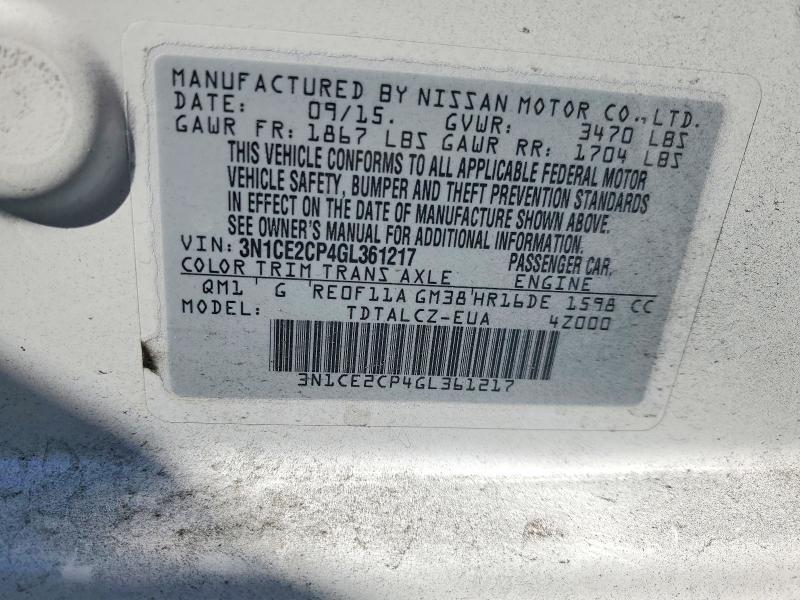 MANUFACTURED BY NISSAN MOTOR CO., LTD.
DATE: 09/15. GVWR: 3470 LBS
GAWR FR: 1867 LBS GAWR RR: 1704 LBS
THIS VEHICLE CONFORMS TO ALL APPLICABLE FEDERAL MOTOR
VEHICLE SAFETY, BUMPER AND THEFT PREVENTION STANDARDS
IN EFFECT ON THE DATE OF MANUFACTURE SHOWN ABOVE.
SEE OWNER'S MANUAL FOR ADDITIONAL INFORMATION.
VIN: 3N1CE2CP4GL361217 PASSENGER CAR.
COLOR TRIM TRANS AXLE ENGINE
QM1 G RE0F11A GM38 HR16DE 1598 CC
MODEL: TDTALCZ-EUA 4Z000
3N1CE2CP4GL361217